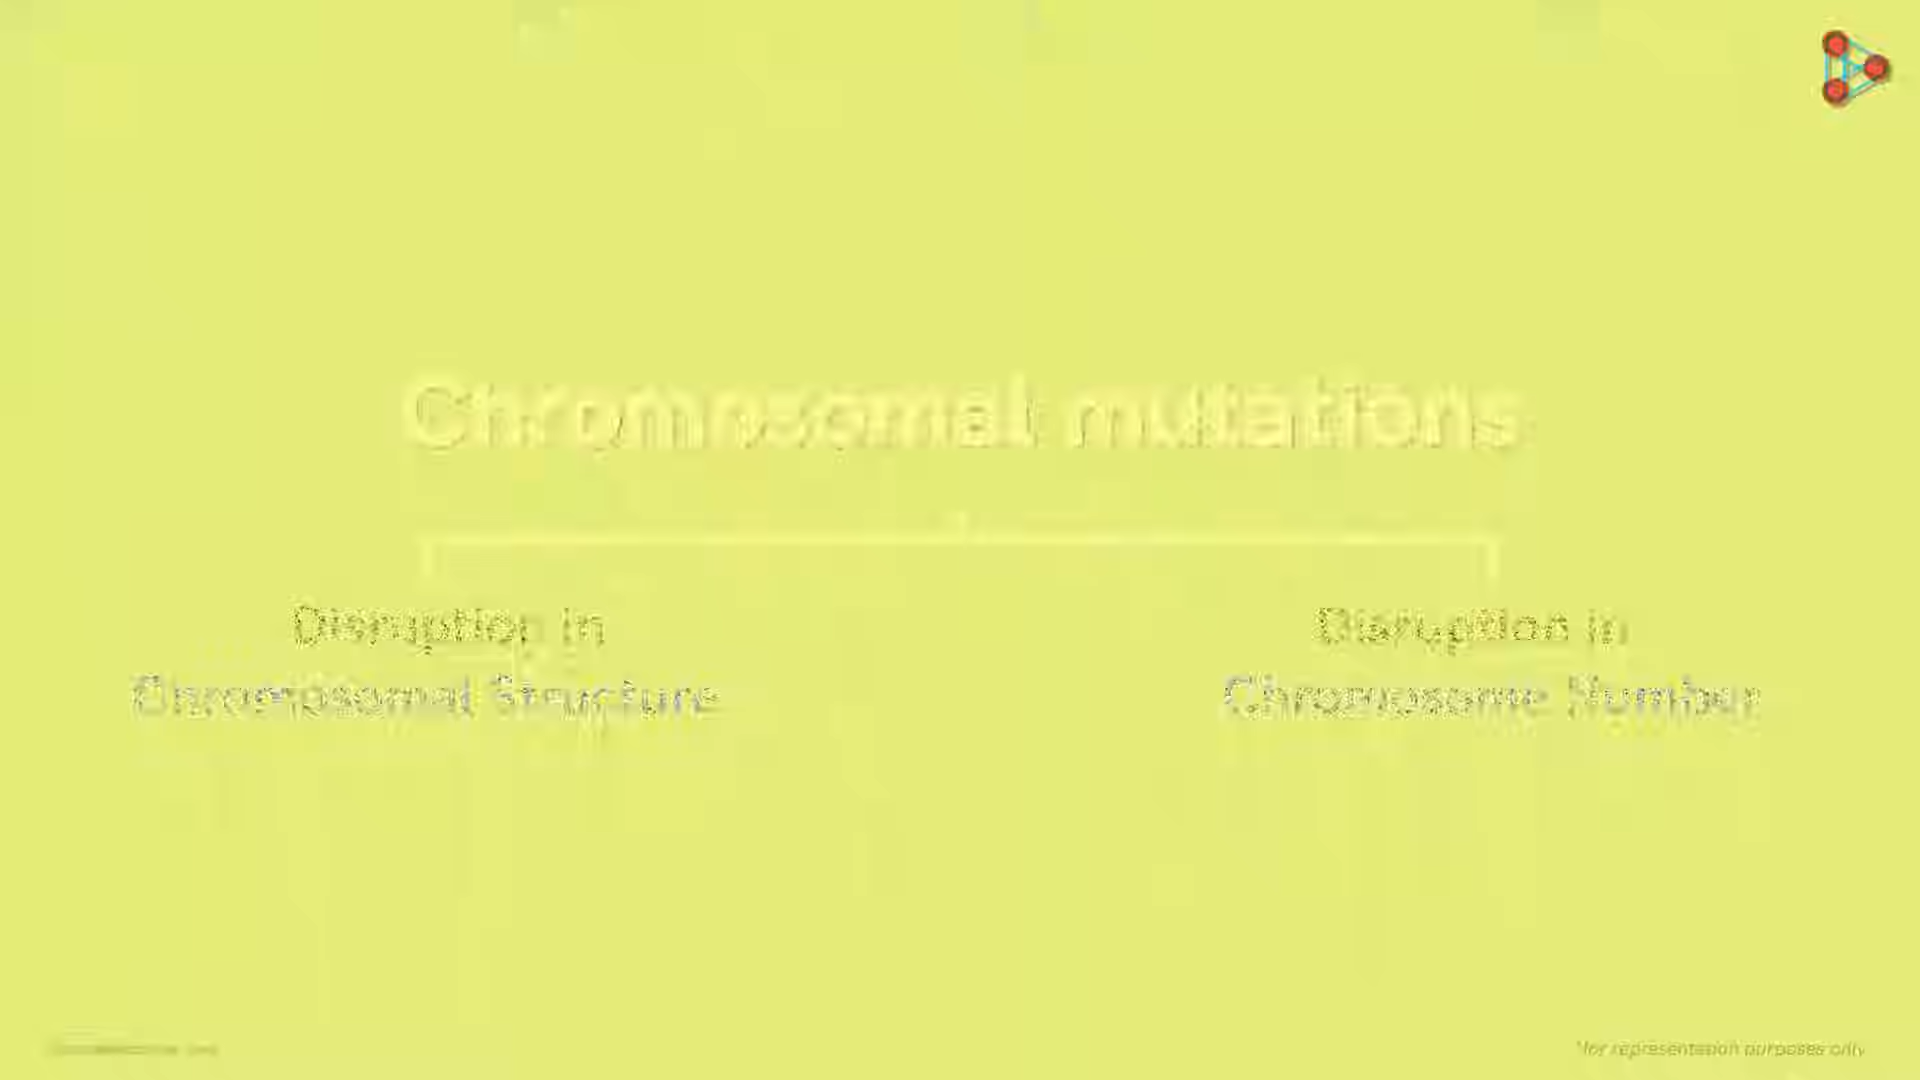 Chromosomal mutations
Disruption in
Chromosomal Structure
Disruption in
Chromosome Number
*for representation purposes only